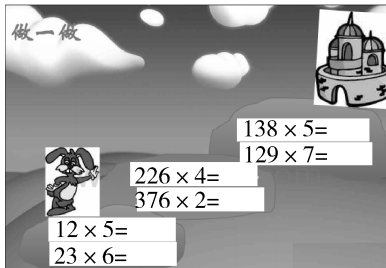 做一做
138 × 5=
129 × 7=
226 × 4=
376 × 2=
12 × 5=
23 × 6=